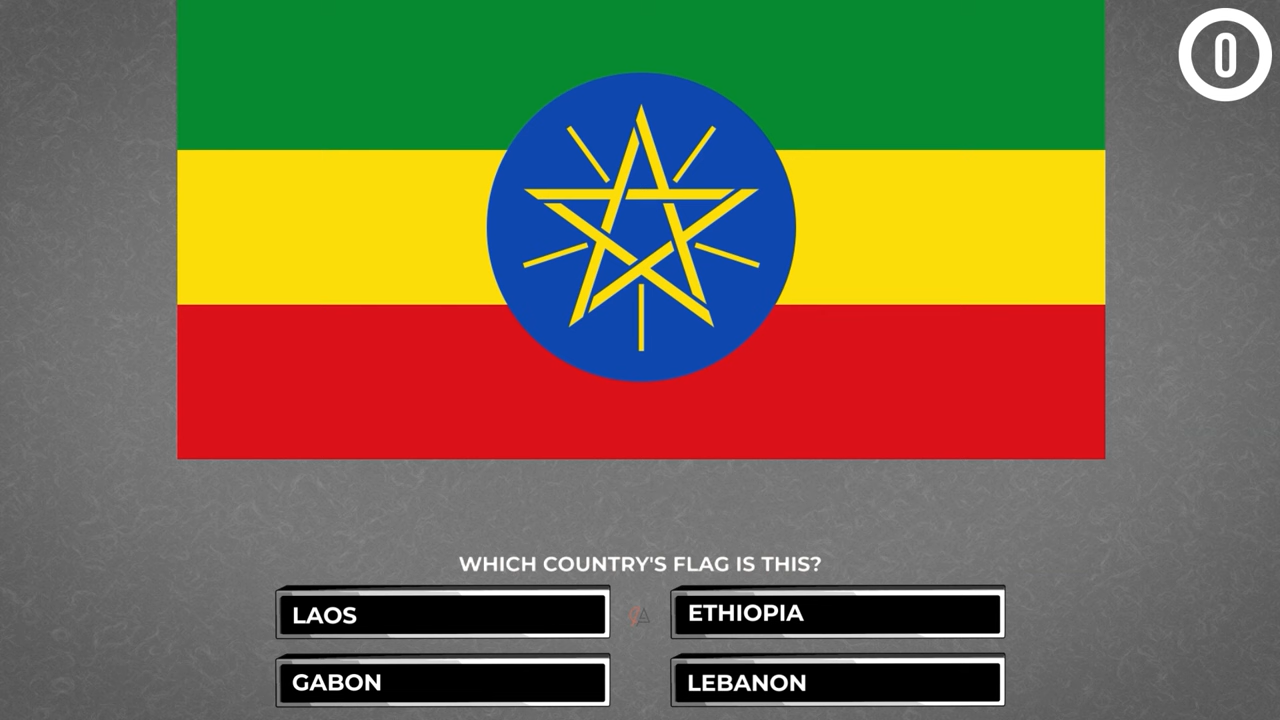 0
WHICH COUNTRY'S FLAG IS THIS?
LAOS
ETHIOPIA
GABON
LEBANON